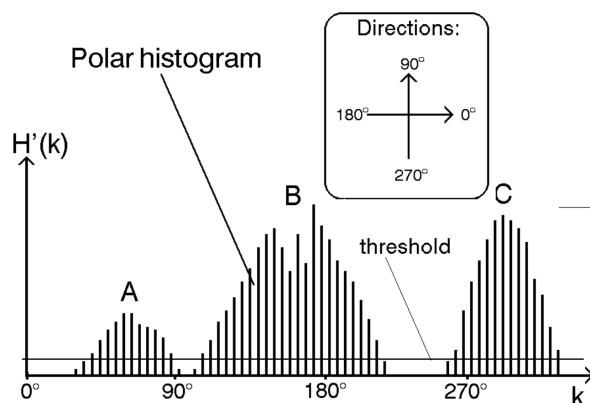 Directions:
90°
180°
0°
270°
Polar histogram
H'(k)
B
C
threshold
A
0°
90°
180°
270°
k